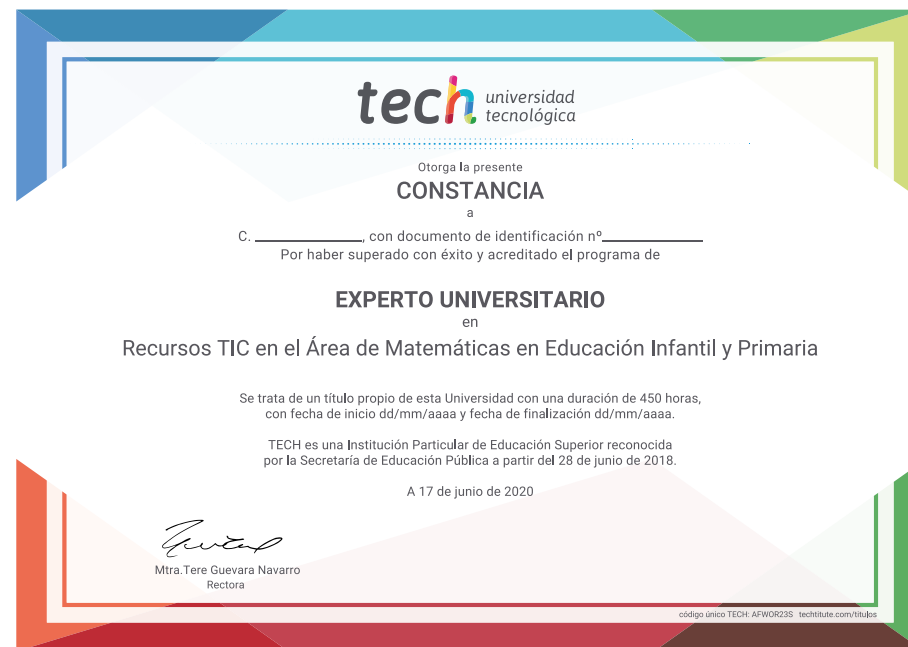 tech universidad
tecnológica
Otorga la presente
CONSTANCIA
a
C. ____________, con documento de identificación nº____________
Por haber superado con éxito y acreditado el programa de
EXPERTO UNIVERSITARIO
en
Recursos TIC en el Área de Matemáticas en Educación Infantil y Primaria
Se trata de un título propio de esta Universidad con una duración de 450 horas,
con fecha de inicio dd/mm/aaaa y fecha de finalización dd/mm/aaaa.
TECH es una Institución Particular de Educación Superior reconocida
por la Secretaría de Educación Pública a partir del 28 de junio de 2018.
A 17 de junio de 2020
Mtra.Tere Guevara Navarro
Rectora
código único TECH: AFWOR23S techtitute.com/titulos